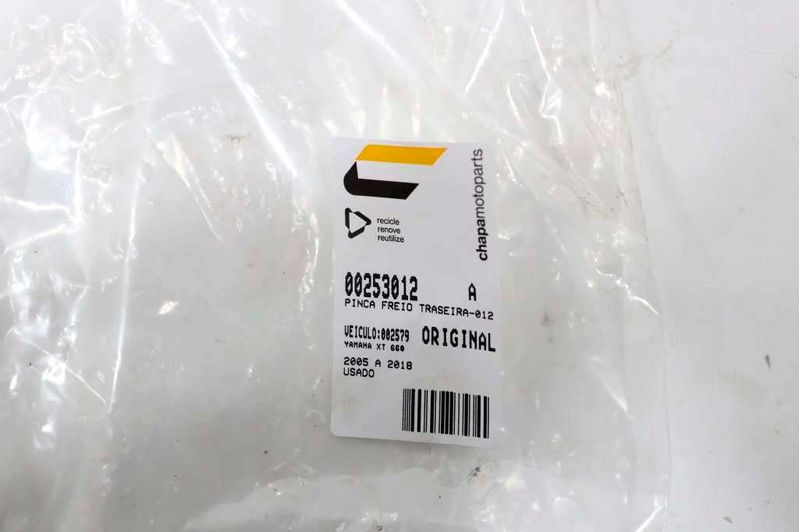 chapamotoparts
recicle
renove
reutilize
00253012 A
PINCA FREIO TRASEIRA-012
VEICULO:002579 ORIGINAL
YAMAHA XT 660
2005 A 2018
USADO